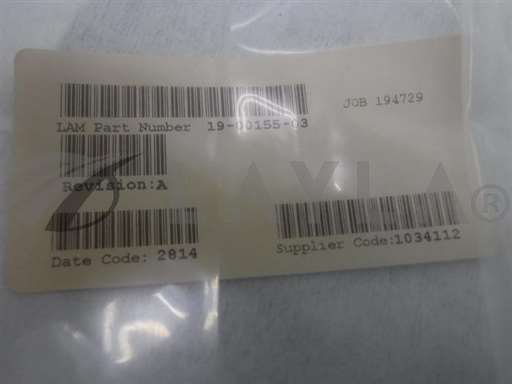 JOB 194729
LAM Part Number 19-00155-03
Revision:A
Date Code: 2814
Supplier Code:1034112